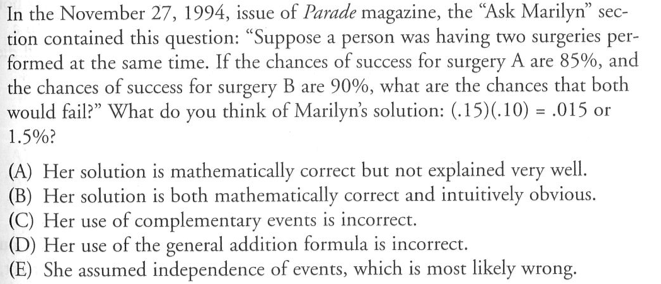 In the November 27, 1994, issue of Parade magazine, the “Ask Marilyn” sec-
tion contained this question: “Suppose a person was having two surgeries per-
formed at the same time. If the chances of success for surgery A are 85%, and
the chances of success for surgery B are 90%, what are the chances that both
would fail?” What do you think of Marilyn’s solution: (.15)(.10) = .015 or
1.5%?
(A) Her solution is mathematically correct but not explained very well.
(B) Her solution is both mathematically correct and intuitively obvious.
(C) Her use of complementary events is incorrect.
(D) Her use of the general addition formula is incorrect.
(E) She assumed independence of events, which is most likely wrong.